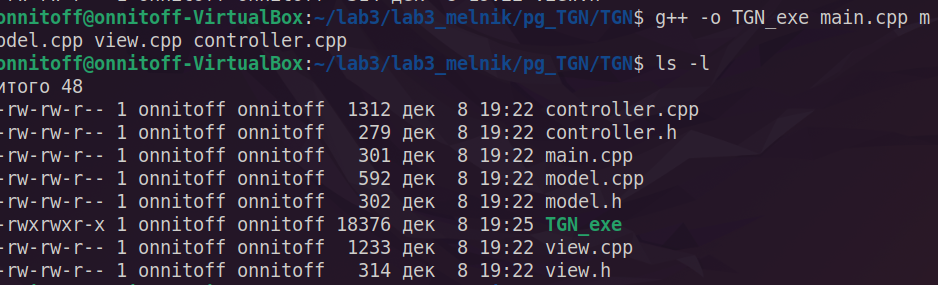 onnitoff@onnitoff-VirtualBox:~/lab3/lab3_melnik/pg_TGN/TGN$ g++ -o TGN_exe main.cpp m
odel.cpp view.cpp controller.cpp
onnitoff@onnitoff-VirtualBox:~/lab3/lab3_melnik/pg_TGN/TGN$ ls -l
итого 48
-rw-rw-r-- 1 onnitoff onnitoff  1312 дек  8 19:22 controller.cpp
-rw-rw-r-- 1 onnitoff onnitoff   279 дек  8 19:22 controller.h
-rw-rw-r-- 1 onnitoff onnitoff   301 дек  8 19:22 main.cpp
-rw-rw-r-- 1 onnitoff onnitoff   592 дек  8 19:22 model.cpp
-rw-rw-r-- 1 onnitoff onnitoff   302 дек  8 19:22 model.h
-rwxrwxr-x 1 onnitoff onnitoff 18376 дек  8 19:25 TGN_exe
-rw-rw-r-- 1 onnitoff onnitoff  1233 дек  8 19:22 view.cpp
-rw-rw-r-- 1 onnitoff onnitoff   314 дек  8 19:22 view.h